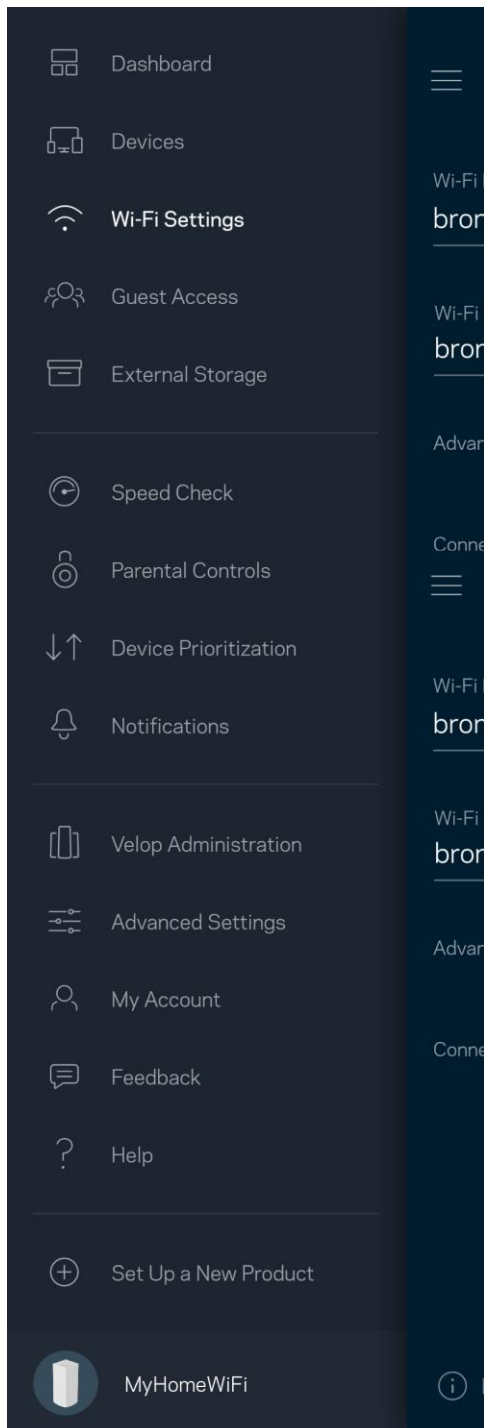 Dashboard
Devices
Wi-Fi Settings
Guest Access
External Storage
Speed Check
Parental Controls
Device Prioritization
Notifications
Velop Administration
Advanced Settings
My Account
Feedback
Help
Set Up a New Product
MyHomeWiFi
Wi-Fi
bron
Wi-Fi
bron
Advan
Conne
Wi-Fi
bron
Wi-Fi
bron
Advan
Conne